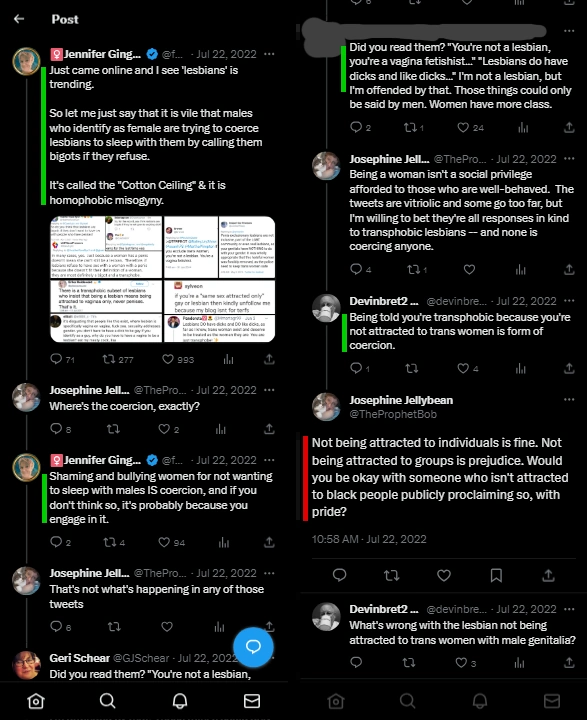 Post
Jennifer Ging... @f... · Jul 22, 2022
Just came online and I see 'lesbians' is
trending.
So let me just say that it is vile that males
who identify as female are trying to coerce
lesbians to sleep with them by calling them
bigots if they refuse.
It's called the "Cotton Ceiling" & it is
homophobic misogyny.
71 277 993
Josephine Jell... @ThePro... · Jul 22, 2022
Where's the coercion, exactly?
8 2
Jennifer Ging... @f... · Jul 22, 2022
Shaming and bullying women for not wanting
to sleep with males IS coercion, and if you
don't think so, it's probably because you
engage in it.
2 4 94
Josephine Jell... @ThePro... · Jul 22, 2022
That's not what's happening in any of those
tweets
6
Geri Schear @GJSchear · Jul 22, 2022
Did you read them? "You're not a lesbian,
Did you read them? "You're not a lesbian,
you're a vagina fetishist..." "Lesbians do have
dicks and like dicks..." I'm not a lesbian, but
I'm offended by that. Those things could only
be said by men. Women have more class.
2 1 24
Josephine Jell... @ThePro... · Jul 22, 2022
Being a woman isn't a social privilege
afforded to those who are well-behaved. The
tweets are vitriolic and some go too far, but
I'm willing to bet they're all responses in kind
to transphobic lesbians -- and none is
coercing anyone.
4 1
Devinbret2 ... @devinbre... · Jul 22, 2022
Being told you're transphobic because you're
not attracted to trans women is form of
coercion.
1 4
Josephine Jellybean
@TheProphetBob
Not being attracted to individuals is fine. Not
being attracted to groups is prejudice. Would
you be okay with someone who isn't attracted
to black people publicly proclaiming so, with
pride?
10:58 AM · Jul 22, 2022
Devinbret2 ... @devinbre... · Jul 22, 2022
What's wrong with the lesbian not being
attracted to trans women with male genitalia?
3